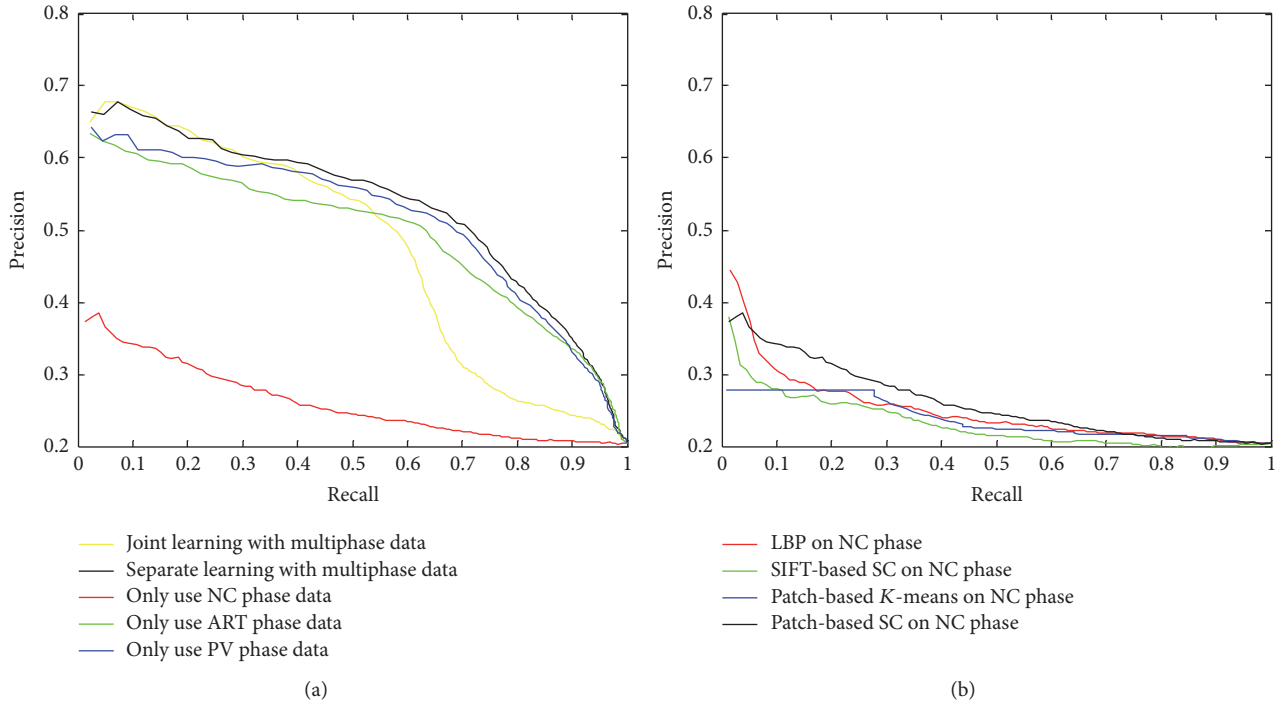 0.8
0.7
0.6
0.5
0.4
0.3
0.2
Precision
0 0.1 0.2 0.3 0.4 0.5 0.6 0.7 0.8 0.9 1
Recall
Joint learning with multiphase data
Separate learning with multiphase data
Only use NC phase data
Only use ART phase data
Only use PV phase data
(a)
0.8
0.7
0.6
0.5
0.4
0.3
0.2
Precision
0 0.1 0.2 0.3 0.4 0.5 0.6 0.7 0.8 0.9 1
Recall
LBP on NC phase
SIFT-based SC on NC phase
Patch-based K-means on NC phase
Patch-based SC on NC phase
(b)